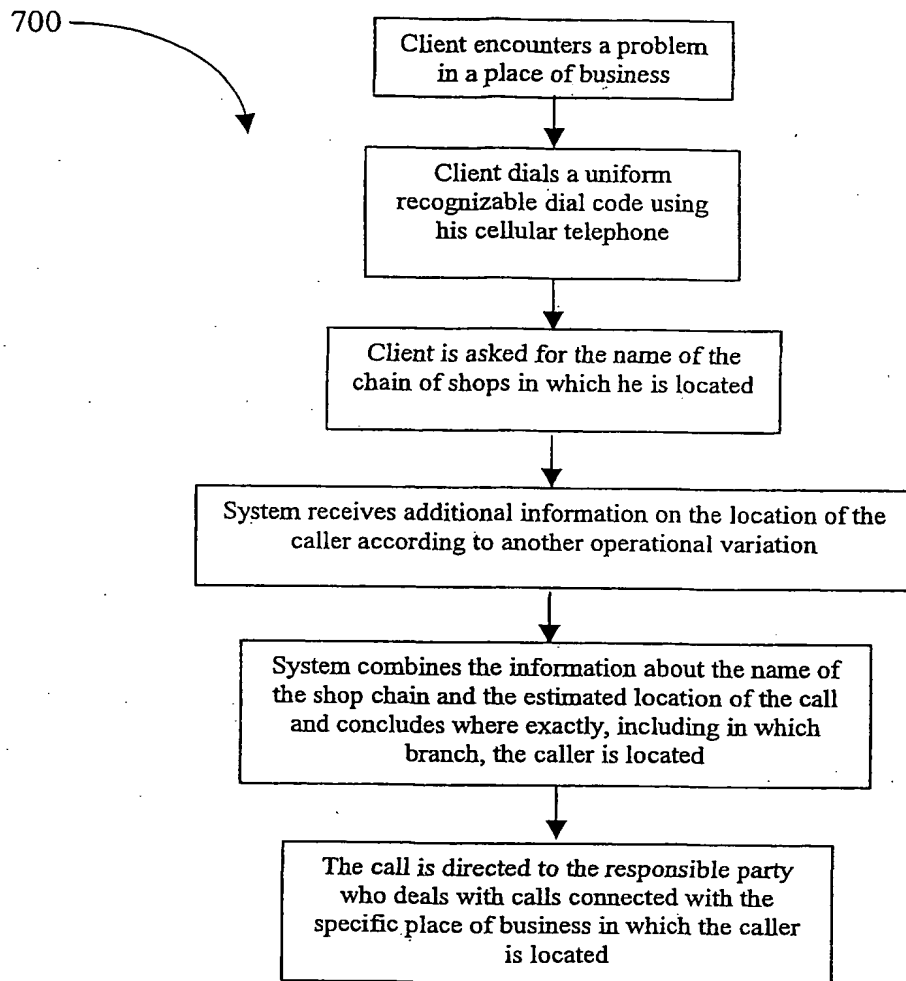 700
Client encounters a problem
in a place of business
Client dials a uniform
recognizable dial code using
his cellular telephone
Client is asked for the name of the
chain of shops in which he is located
System receives additional information on the location of the
caller according to another operational variation
System combines the information about the name of
the shop chain and the estimated location of the call
and concludes where exactly, including in which
branch, the caller is located
The call is directed to the responsible party
who deals with calls connected with the
specific place of business in which the caller
is located